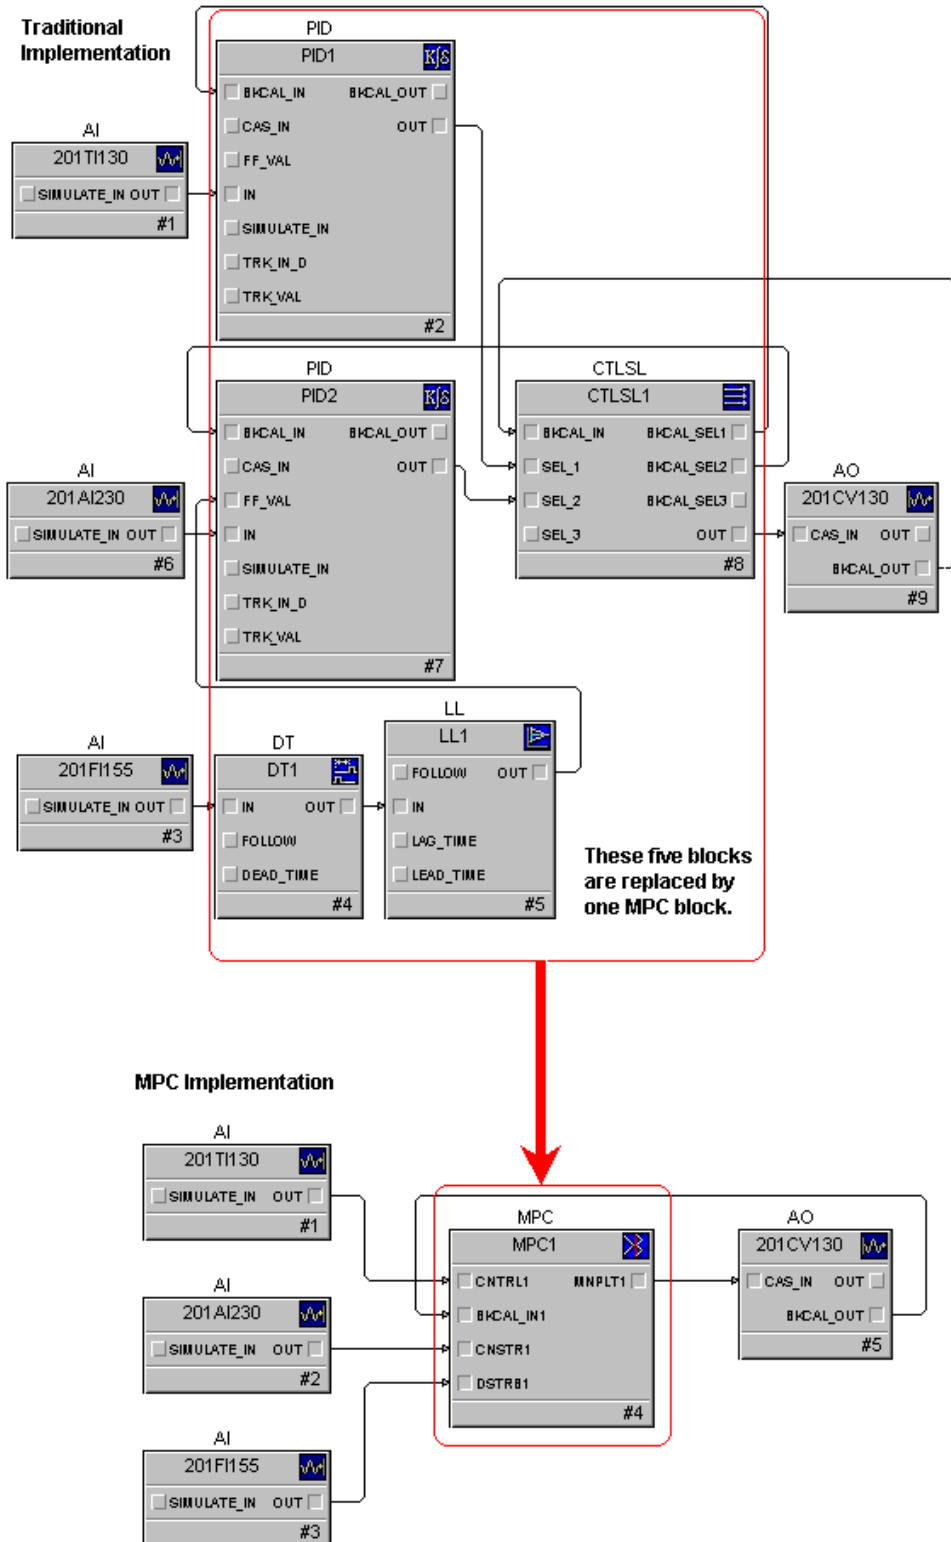 Traditional
Implementation
PID
PID1
BKCAL_IN BKCAL_OUT
CAS_IN OUT
FF_VAL
IN
SIMULATE_IN
TRK_IN_D
TRK_VAL
#2
AI
201TI130
SIMULATE_IN OUT
#1
PID
PID2
BKCAL_IN BKCAL_OUT
CAS_IN OUT
FF_VAL
IN
SIMULATE_IN
TRK_IN_D
TRK_VAL
#7
CTLSL
CTLSL1
BKCAL_IN BKCAL_SEL1
SEL_1 BKCAL_SEL2
SEL_2 BKCAL_SEL3
SEL_3 OUT
#8
AI
201AI230
SIMULATE_IN OUT
#6
AO
201CV130
CAS_IN OUT
BKCAL_OUT
#9
AI
201FI155
SIMULATE_IN OUT
#3
DT
DT1
IN OUT
FOLLOW
DEAD_TIME
#4
LL
LL1
FOLLOW OUT
IN
LAG_TIME
LEAD_TIME
#5
These five blocks
are replaced by
one MPC block.
MPC Implementation
AI
201TI130
SIMULATE_IN OUT
#1
AI
201AI230
SIMULATE_IN OUT
#2
AI
201FI155
SIMULATE_IN OUT
#3
MPC
MPC1
CNTRL1 MNPLT1
BKCAL_IN1
CNSTR1
DSTRB1
#4
AO
201CV130
CAS_IN OUT
BKCAL_OUT
#5